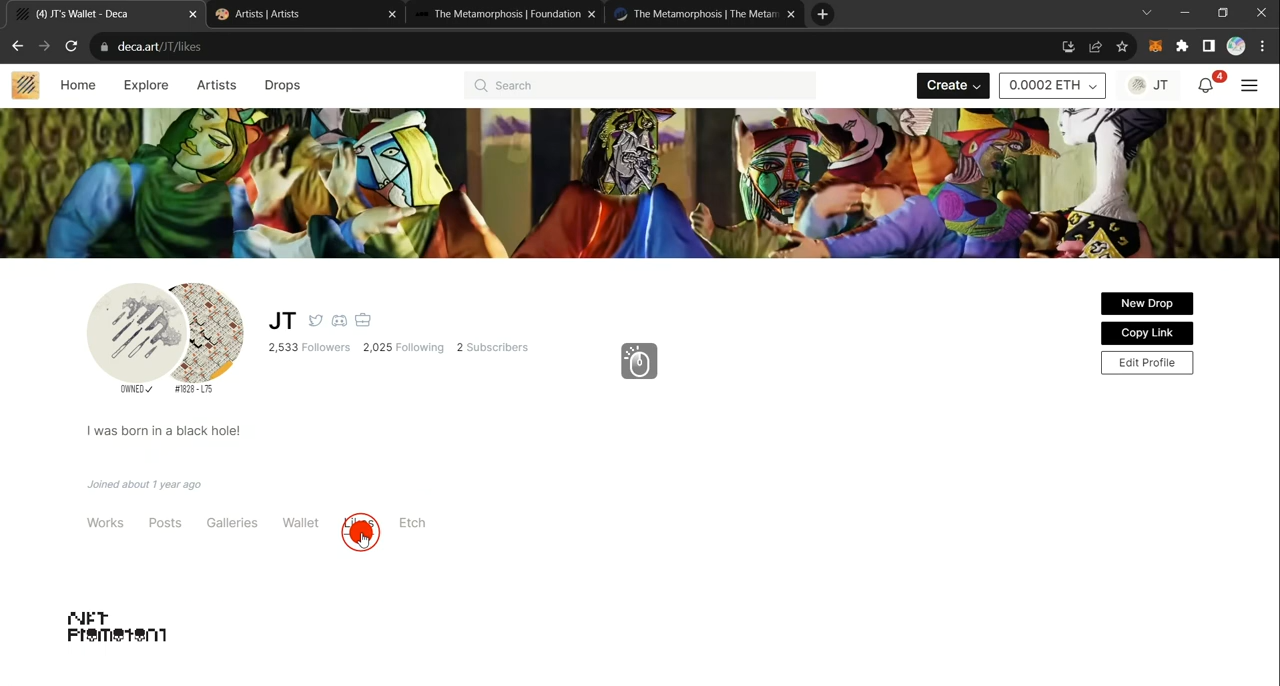 (4) JT's Wallet - Deca
Artists | Artists
The Metamorphosis | Foundation
The Metamorphosis | The Metam
deca.art/JT/likes
Home
Explore
Artists
Drops
Search
Create
0.0002 ETH
JT
4
JT
New Drop
2,533 Followers
2,025 Following
2 Subscribers
Copy Link
Edit Profile
OWNED
#1828 - L75
I was born in a black hole!
Joined about 1 year ago
Works
Posts
Galleries
Wallet
Likes
Etch